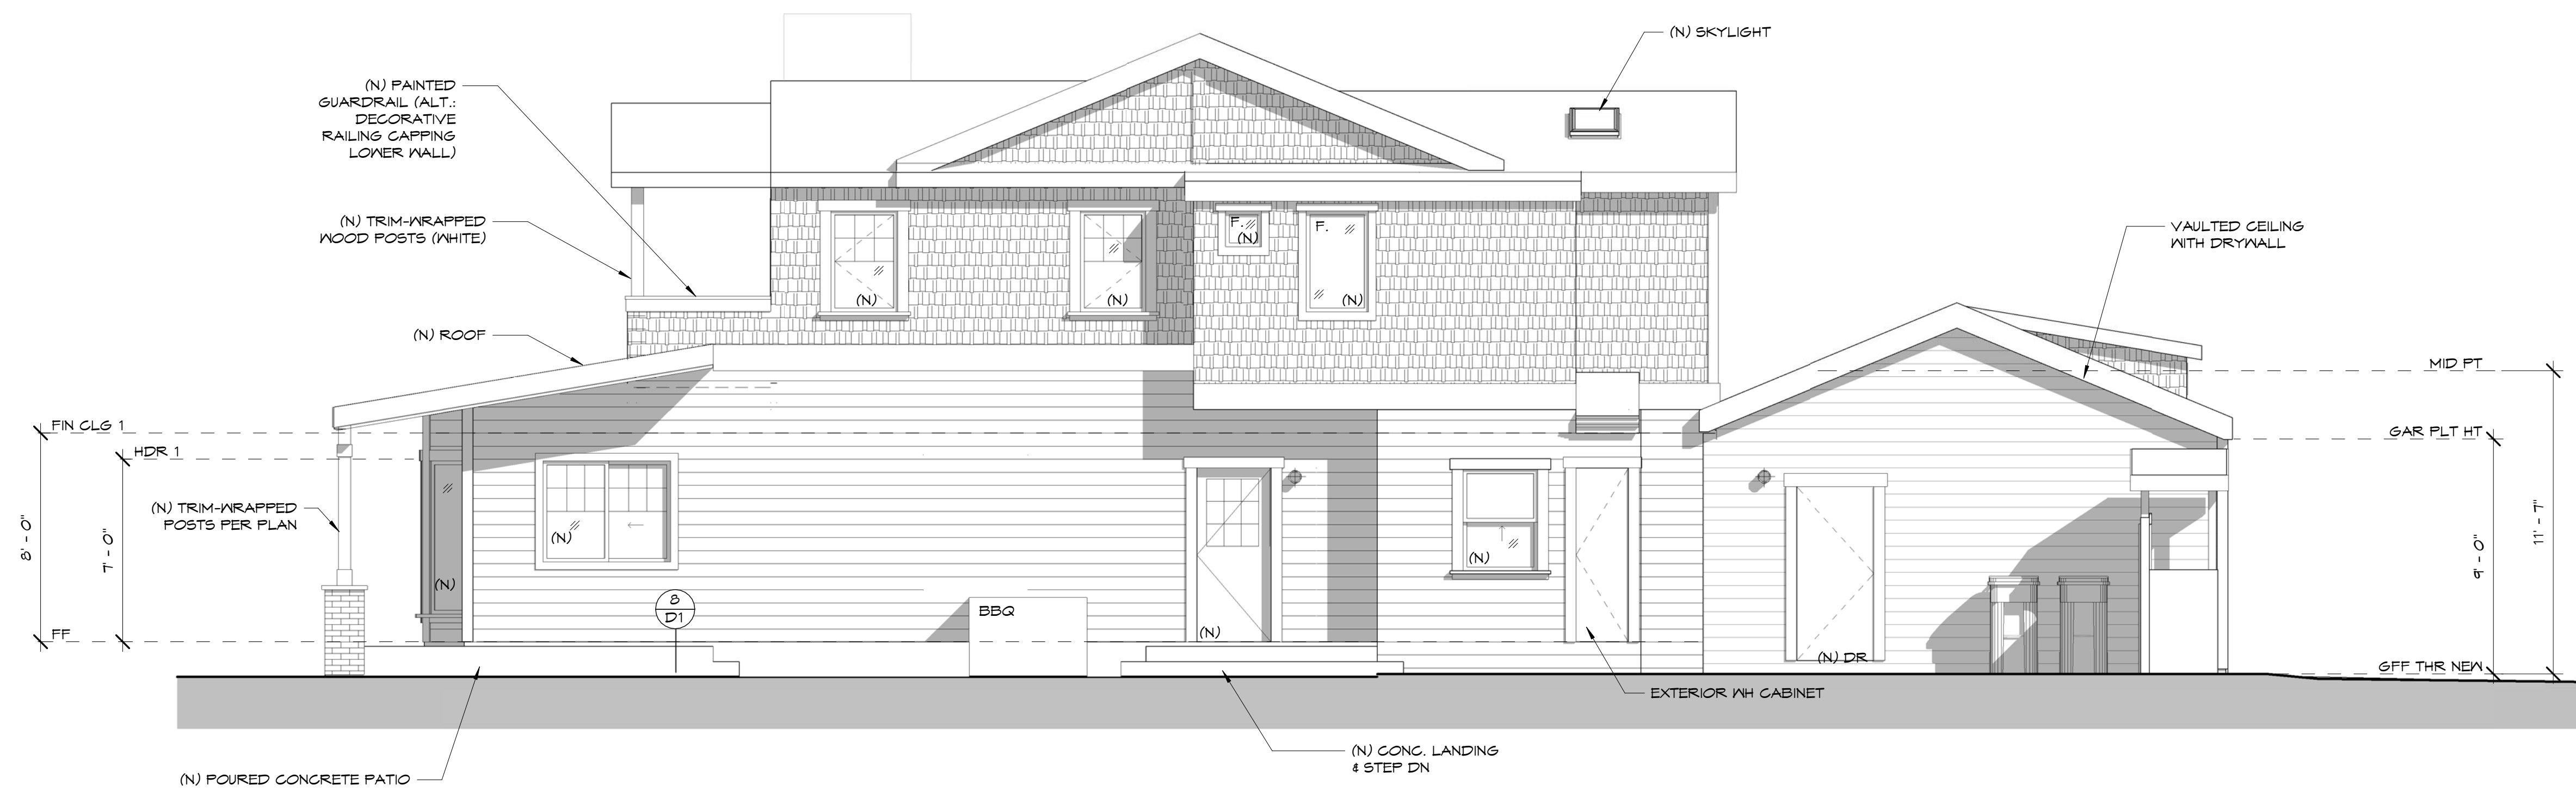 (N) SKYLIGHT
(N) PAINTED
GUARDRAIL (ALT.:
DECORATIVE
RAILING CAPPING
LOWER WALL)
(N) TRIM-WRAPPED
WOOD POSTS (WHITE)
VAULTED CEILING
WITH DRYWALL
F.
(N)
F.
(N)
(N)
(N)
(N) ROOF
MID PT
FIN CLG 1
GAR PLT HT
HDR 1
(N) TRIM-WRAPPED
POSTS PER PLAN
8' - 0"
7' - 0"
9' - 0"
11' - 7"
(N)
(N)
(N)
8
D1
BBQ
FF
(N)
(N) DR
GFF THR NEW
EXTERIOR WH CABINET
(N) CONC. LANDING
& STEP DN
(N) POURED CONCRETE PATIO